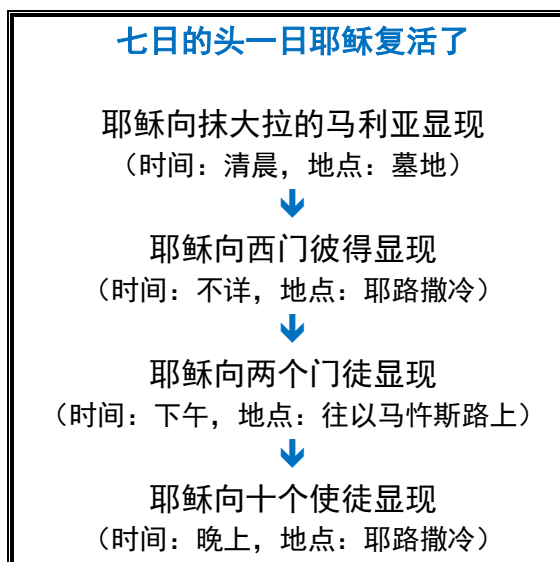 七日的头一日耶稣复活了
耶稣向抹大拉的马利亚显现
（时间：清晨，地点：墓地）
耶稣向西门彼得显现
（时间：不详，地点：耶路撒冷）
耶稣向两个门徒显现
（时间：下午，地点：往以马忤斯路上）
耶稣向十个使徒显现
（时间：晚上，地点：耶路撒冷）